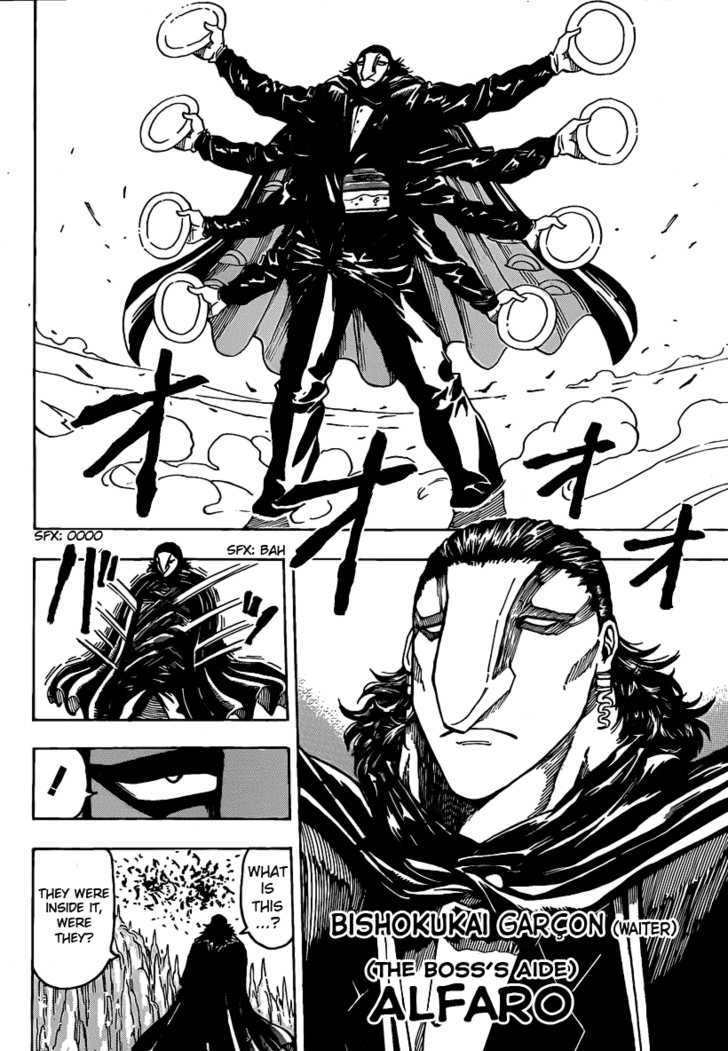 オオオオ
SFX: OOOO
BISHOKUKAI GARÇON (WAITER)
(THE BOSS'S AIDE)
ALFARO
SFX: BAH
バッ
!
WHAT
IS
THIS
...?
THEY WERE
INSIDE IT,
WERE
THEY?